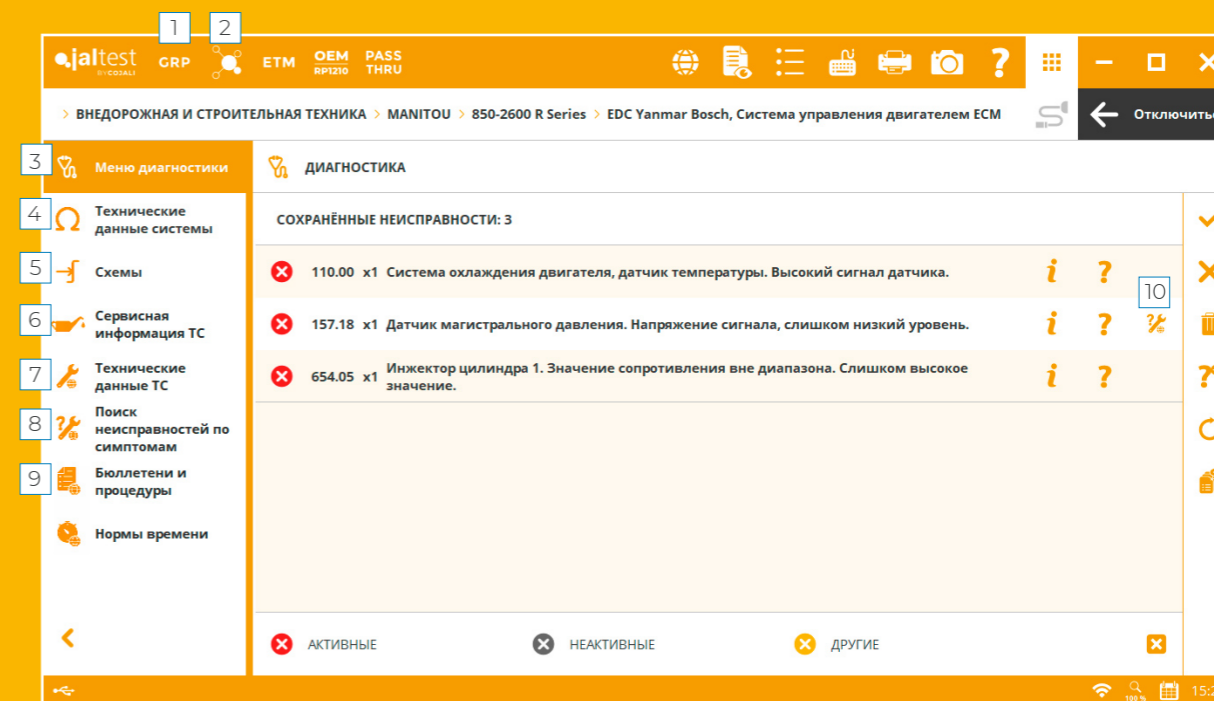 1
2
jaltest
BY COJALI
GRP
ETM
OEM
RP1210
PASS
THRU
?
> ВНЕДОРОЖНАЯ И СТРОИТЕЛЬНАЯ ТЕХНИКА > MANITOU > 850-2600 R Series > EDC Yanmar Bosch, Система управления двигателем ECM
Отключитьс
3
Меню диагностики
ДИАГНОСТИКА
4
Технические
данные системы
СОХРАНЁННЫЕ НЕИСПРАВНОСТИ: 3
5
Схемы
110.00 x1 Система охлаждения двигателя, датчик температуры. Высокий сигнал датчика.
i ?
10
6
Сервисная
информация ТС
157.18 x1 Датчик магистрального давления. Напряжение сигнала, слишком низкий уровень.
i ?
7
Технические
данные ТС
654.05 x1 Инжектор цилиндра 1. Значение сопротивления вне диапазона. Слишком высокое
значение.
i ?
8
Поиск
неисправностей по
симптомам
9
Бюллетени и
процедуры
Нормы времени
АКТИВНЫЕ
НЕАКТИВНЫЕ
ДРУГИЕ
100 %
15:2